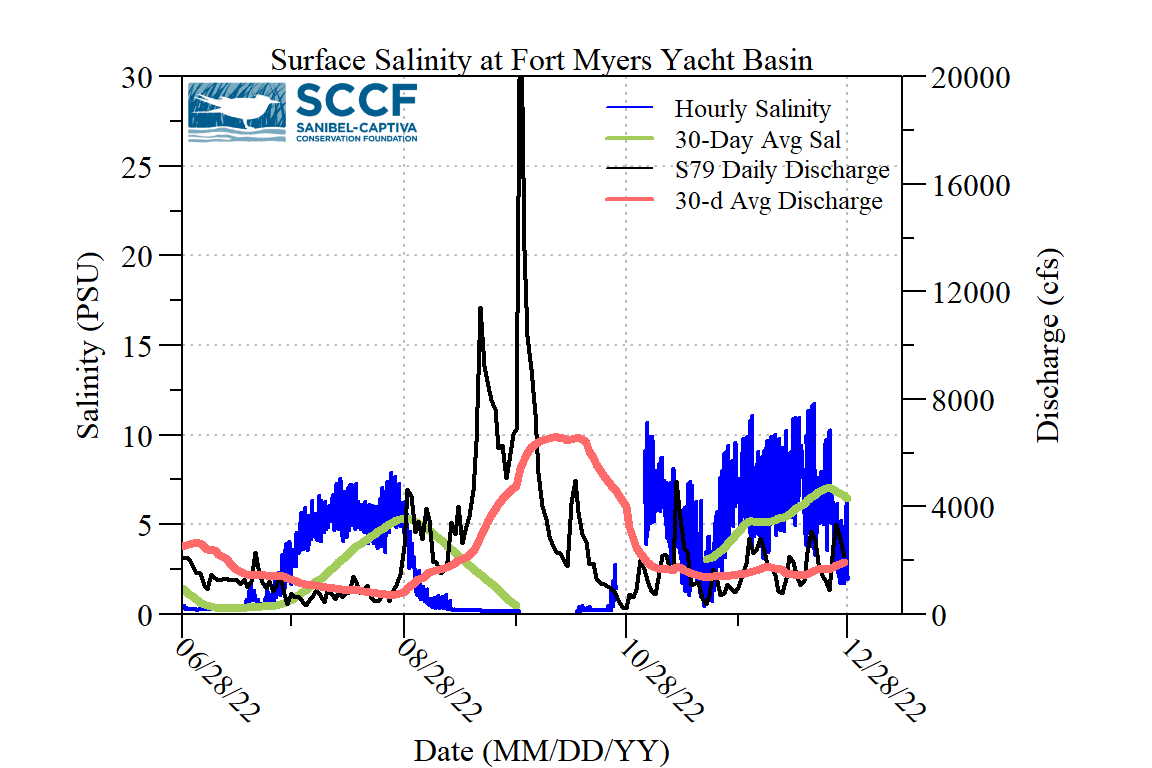 Surface Salinity at Fort Myers Yacht Basin
SCCF
SANIBEL-CAPTIVA
CONSERVATION FOUNDATION
Hourly Salinity
30-Day Avg Sal
S79 Daily Discharge
30-d Avg Discharge
Salinity (PSU)
30
25
20
15
10
5
0
Discharge (cfs)
20000
16000
12000
8000
4000
0
06/28/22
08/28/22
10/28/22
12/28/22
Date (MM/DD/YY)